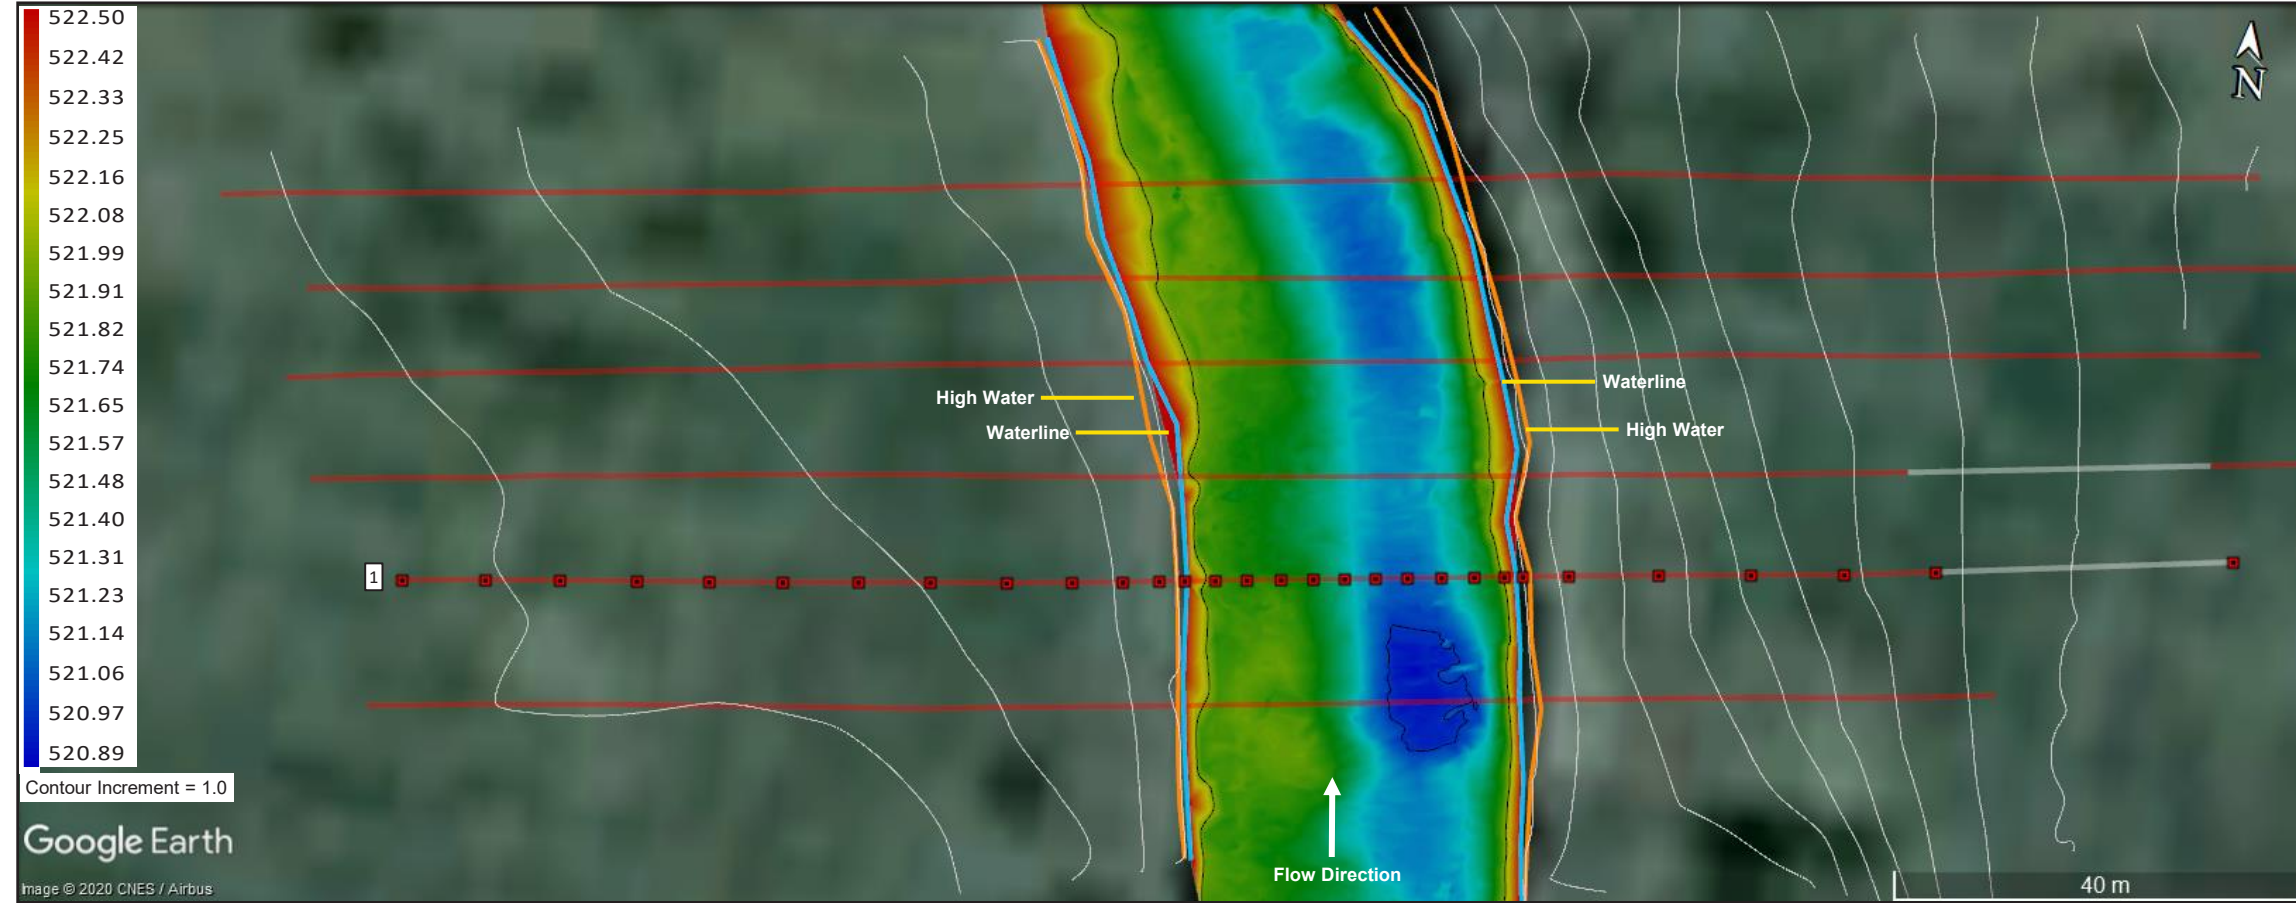 522.50
522.42
522.33
522.25
522.16
522.08
521.99
521.91
521.82
521.74
521.65
521.57
521.48
521.40
521.31
521.23
521.14
521.06
520.97
520.89
Contour Increment = 1.0
Google Earth
Image © 2020 CNES / Airbus
1
High Water
Waterline
Waterline
High Water
Flow Direction
N
40 m